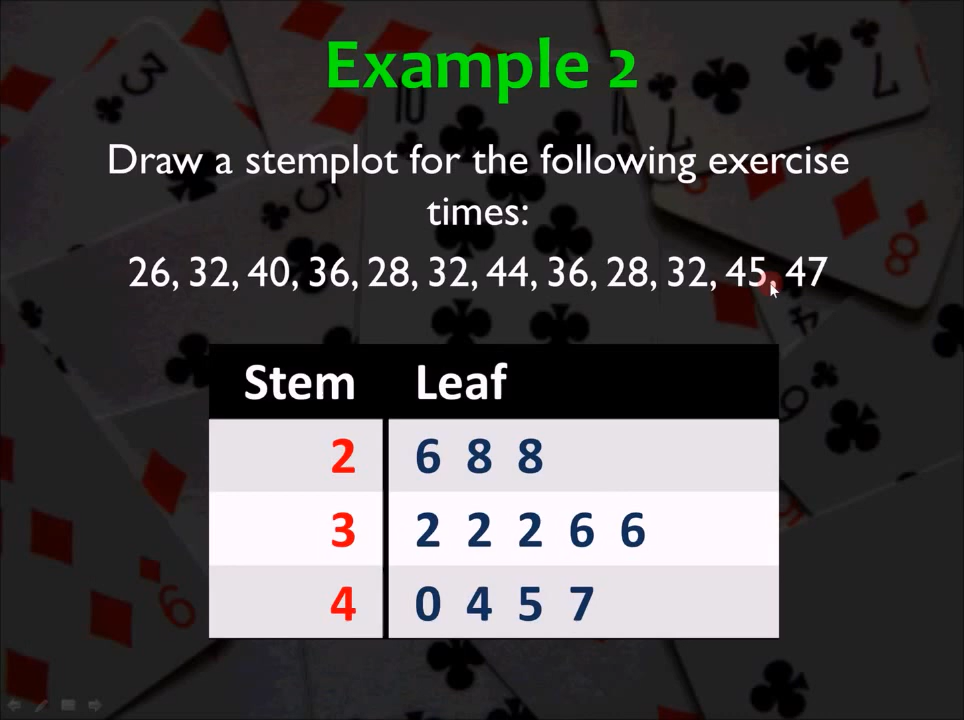 Example 2
Draw a stemplot for the following exercise
times:
26, 32, 40, 36, 28, 32, 44, 36, 28, 32, 45, 47
Stem Leaf
2 6 8 8
3 2 2 2 6 6
4 0 4 5 7